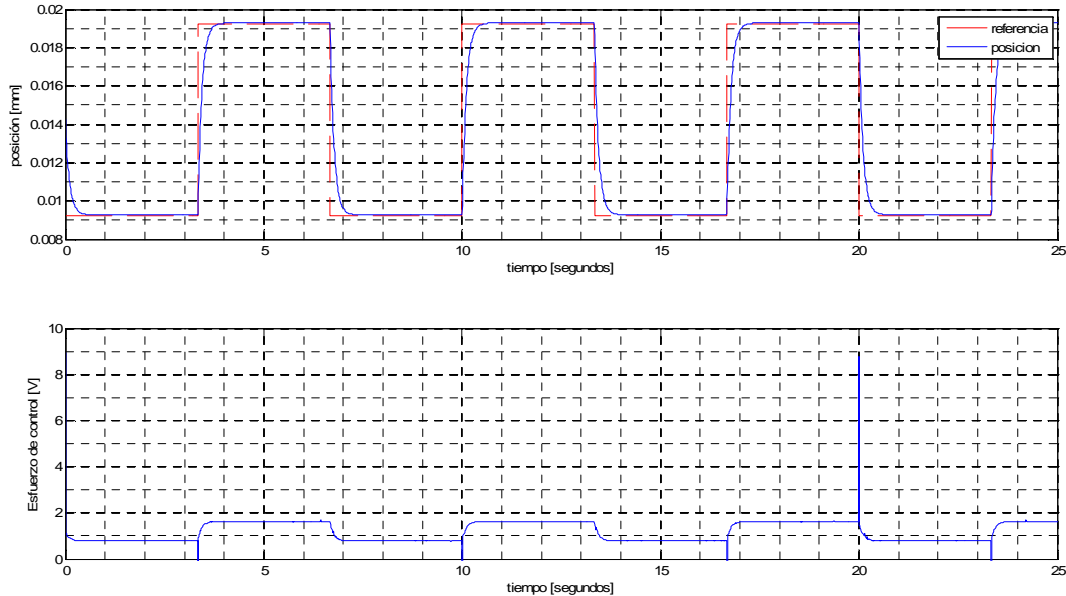 0.02
0.018
0.016
0.014
0.012
0.01
0.008
posición [mm]
referencia
posicion
0 5 10 15 20 25
tiempo [segundos]
10
8
6
4
2
0
Esfuerzo de control [V]
0 5 10 15 20 25
tiempo [segundos]